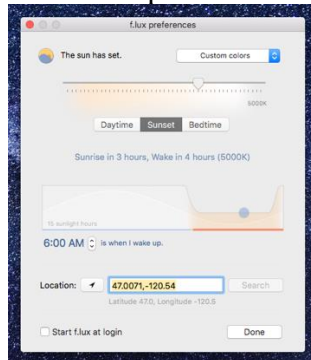 f.lux preferences
The sun has set.
Custom colors
5000K
Daytime Sunset Bedtime
Sunrise in 3 hours, Wake in 4 hours (5000K)
15 sunlight hours
6:00 AM is when I wake up.
Location: 47.0071,-120.54 Search
Latitude 47.0, Longitude -120.5
Start f.lux at login Done